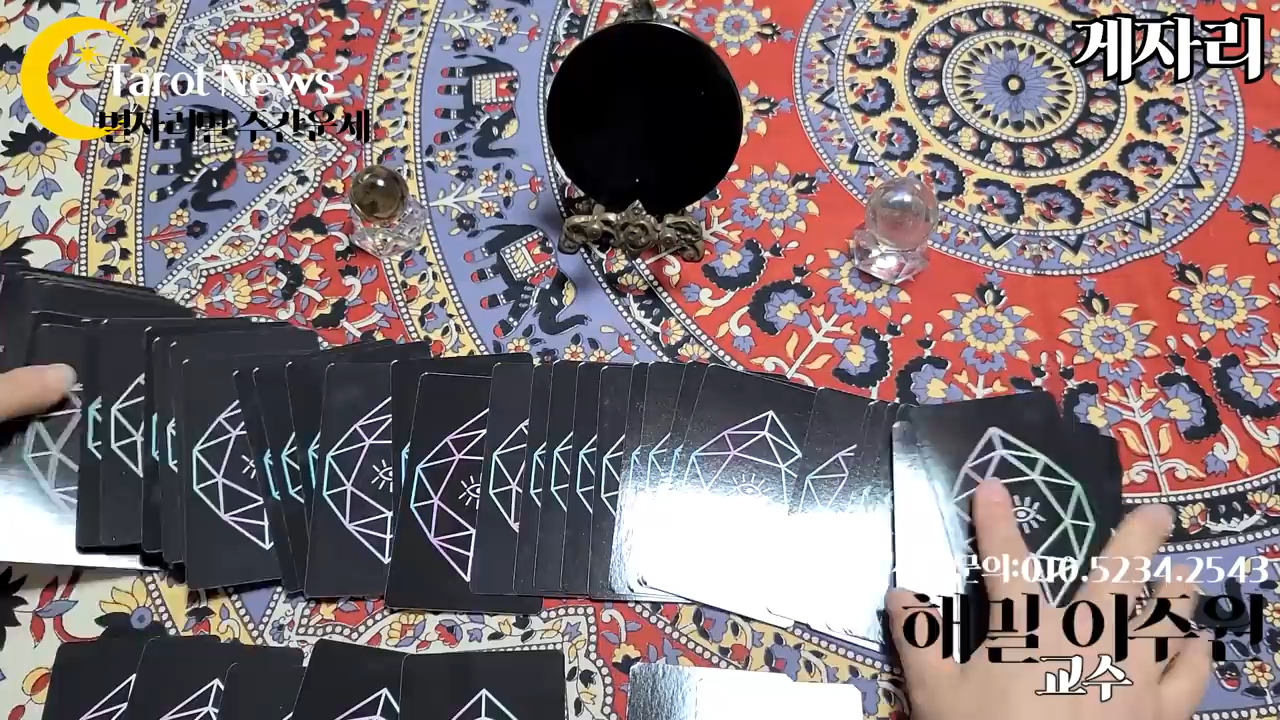 게자리
Tarot News
별자리별 주간운세
문의:010.5234.2543
해밀 이주원
교수